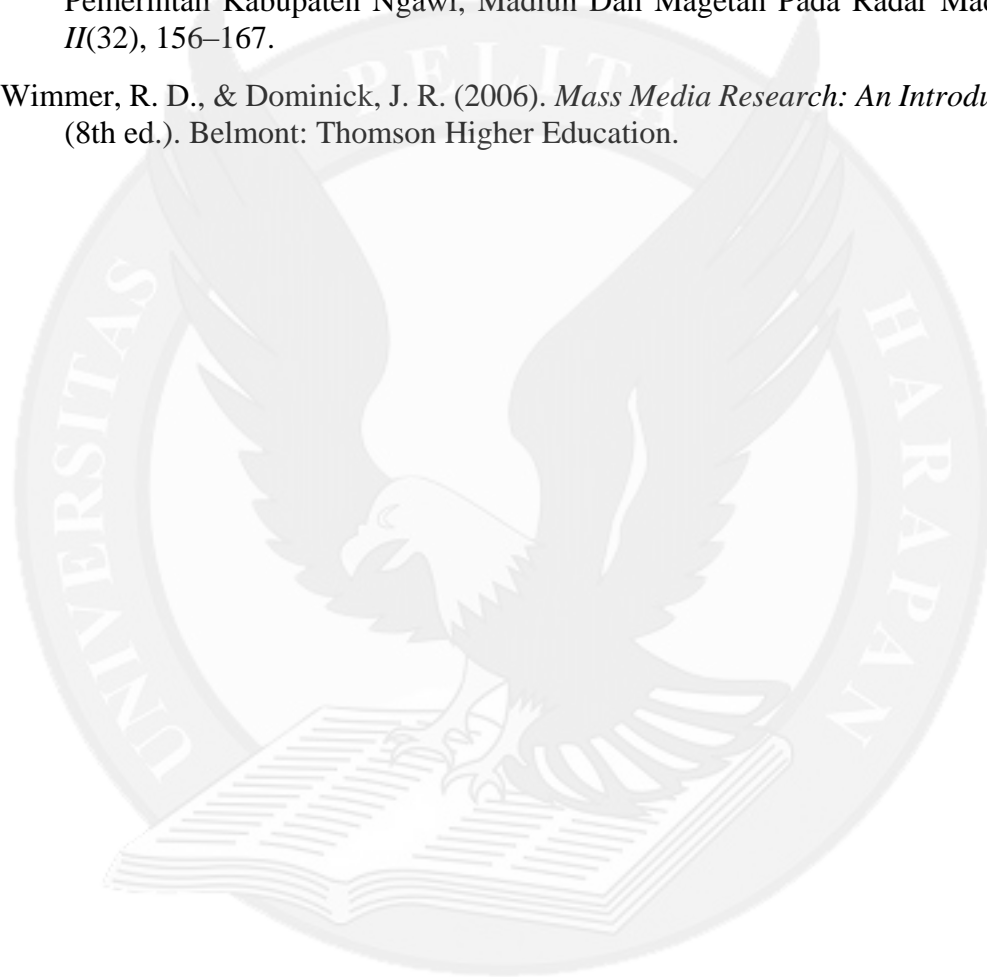 Pemerintah Kabupaten Ngawi, Madiun Dan Magetan Pada Radar
II(32), 156–167.
Wimmer, R. D., & Dominick, J. R. (2006). Mass Media Research: An
(8th ed.). Belmont: Thomson Higher Education.
UNIVERSITAS PELITA HARAPAN